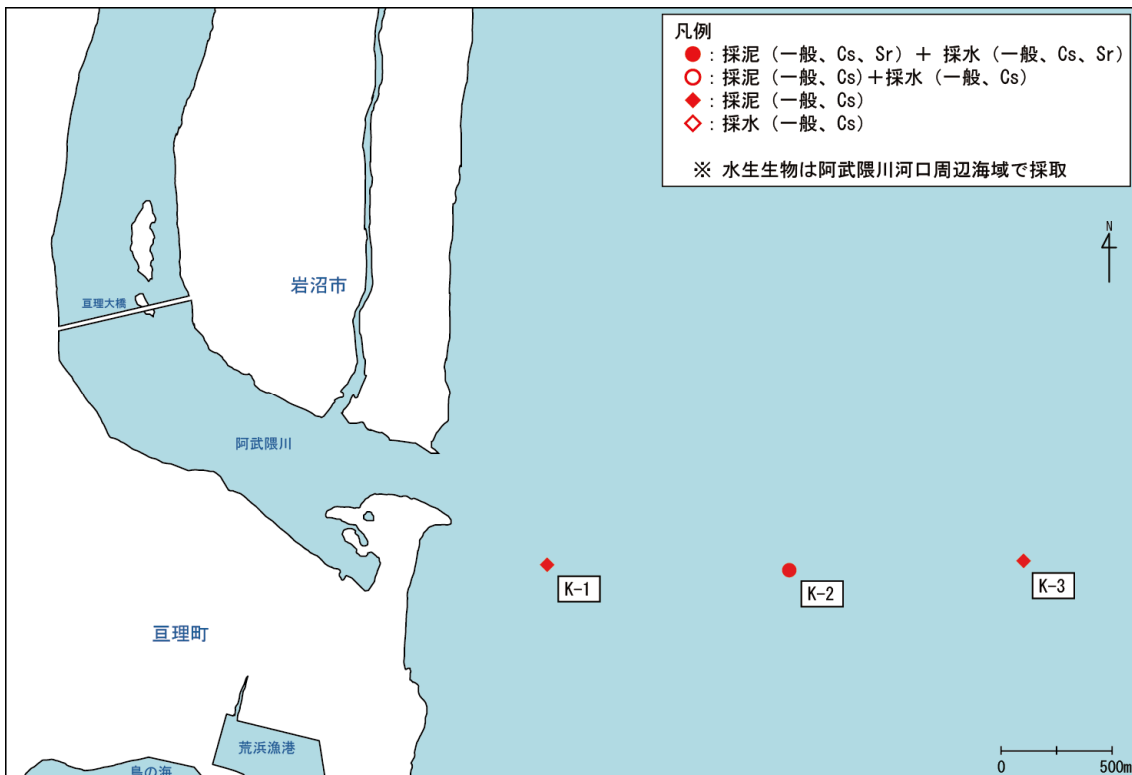 凡例
● : 採泥 (一般、Cs、Sr) + 採水 (一般、Cs、Sr)
○ : 採泥 (一般、Cs)+採水 (一般、Cs)
◆ : 採泥 (一般、Cs)
◇ : 採水 (一般、Cs)
※ 水生生物は阿武隈川河口周辺海域で採取
N
岩沼市
亘理大橋
阿武隈川
K-1
K-2
K-3
亘理町
荒浜漁港
鳥の海
0 500m